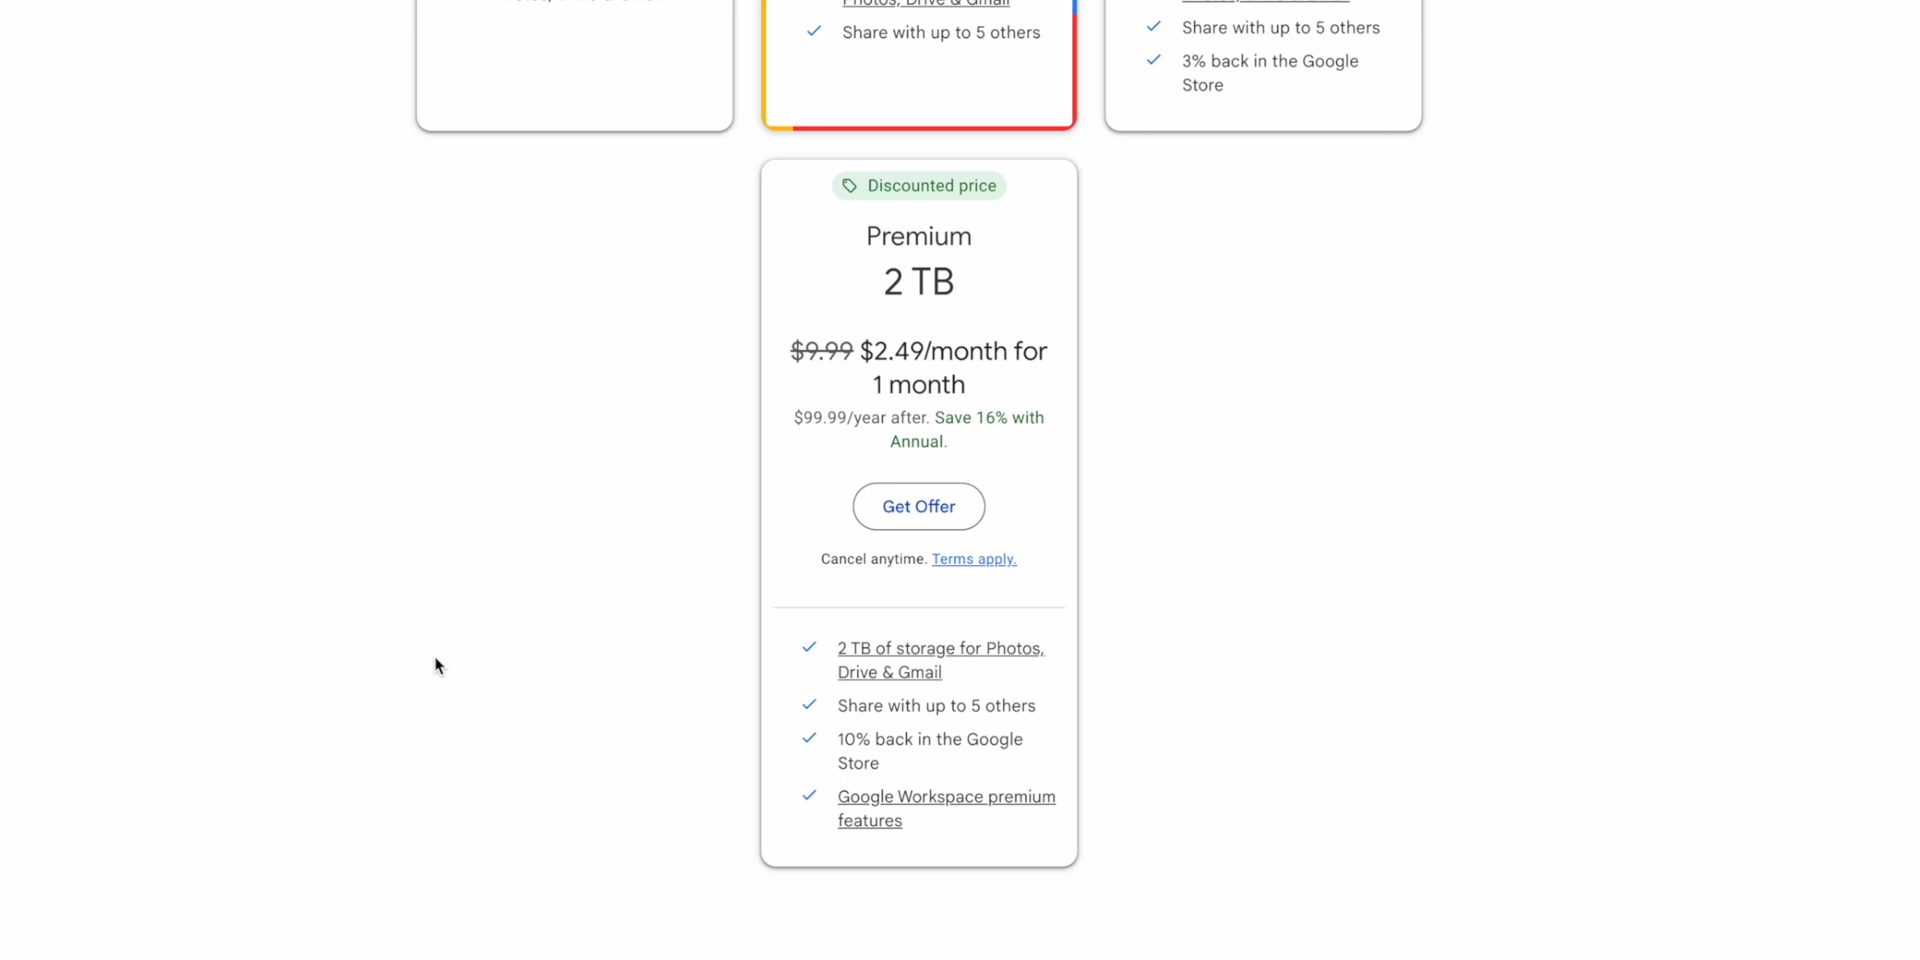 Photos, Drive & Gmail
Share with up to 5 others
Share with up to 5 others
3% back in the Google
Store
Discounted price
Premium
2 TB
$9.99 $2.49/month for
1 month
$99.99/year after. Save 16% with
Annual.
Get Offer
Cancel anytime. Terms apply.
2 TB of storage for Photos,
Drive & Gmail
Share with up to 5 others
10% back in the Google
Store
Google Workspace premium
features